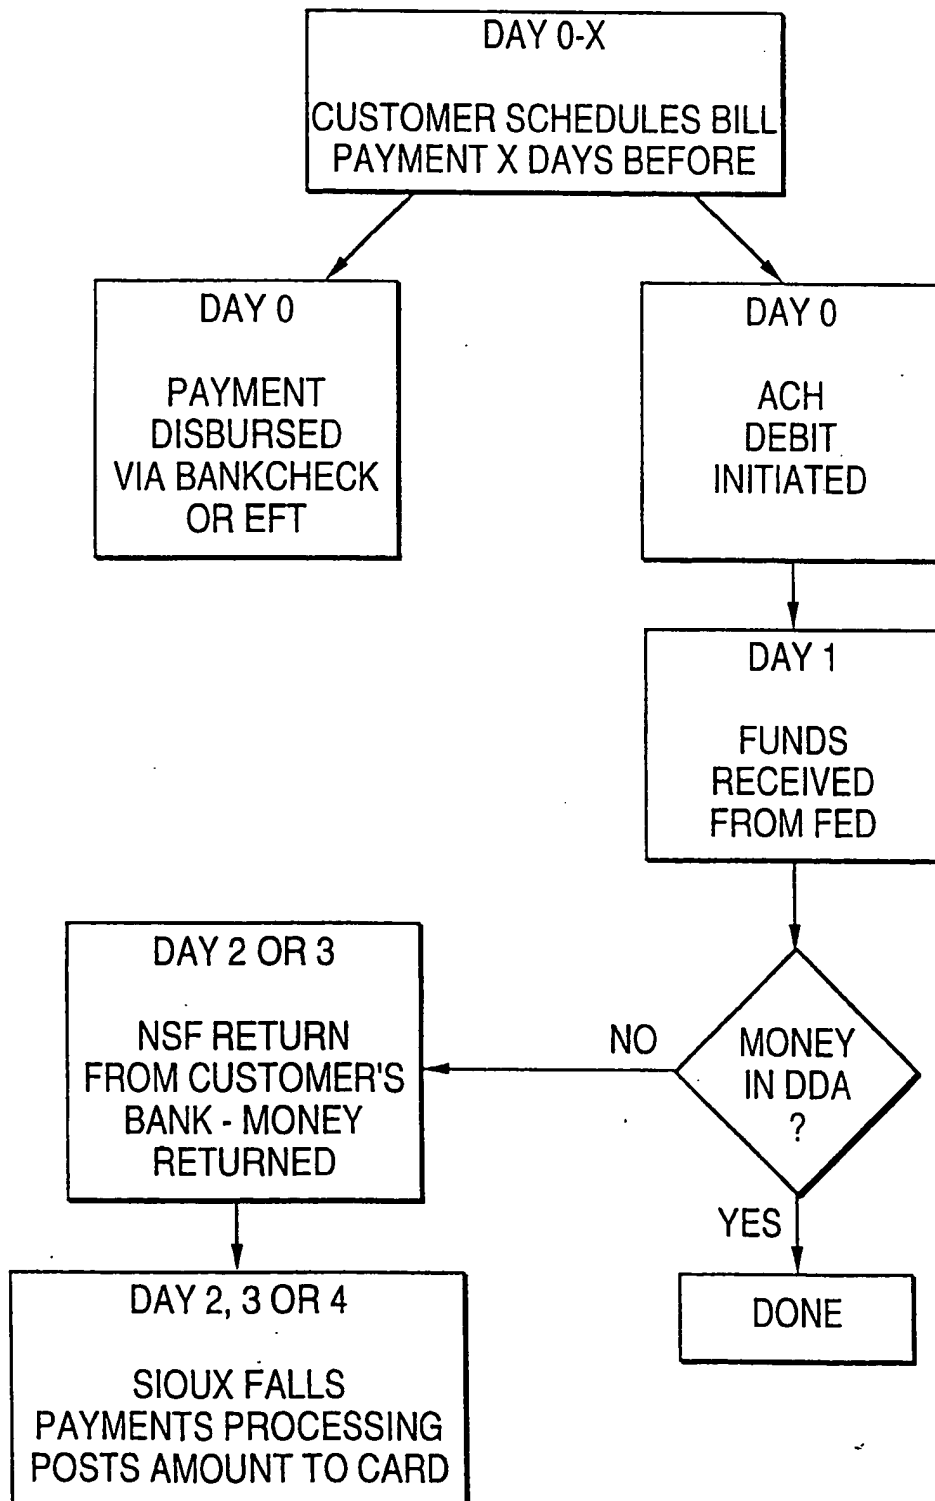 DAY 0-X
CUSTOMER SCHEDULES BILL
PAYMENT X DAYS BEFORE
DAY 0
PAYMENT
DISBURSED
VIA BANKCHECK
OR EFT
DAY 0
ACH
DEBIT
INITIATED
DAY 1
FUNDS
RECEIVED
FROM FED
MONEY
IN DDA
?
NO
YES
DAY 2 OR 3
NSF RETURN
FROM CUSTOMER'S
BANK - MONEY
RETURNED
DAY 2, 3 OR 4
SIOUX FALLS
PAYMENTS PROCESSING
POSTS AMOUNT TO CARD
DONE